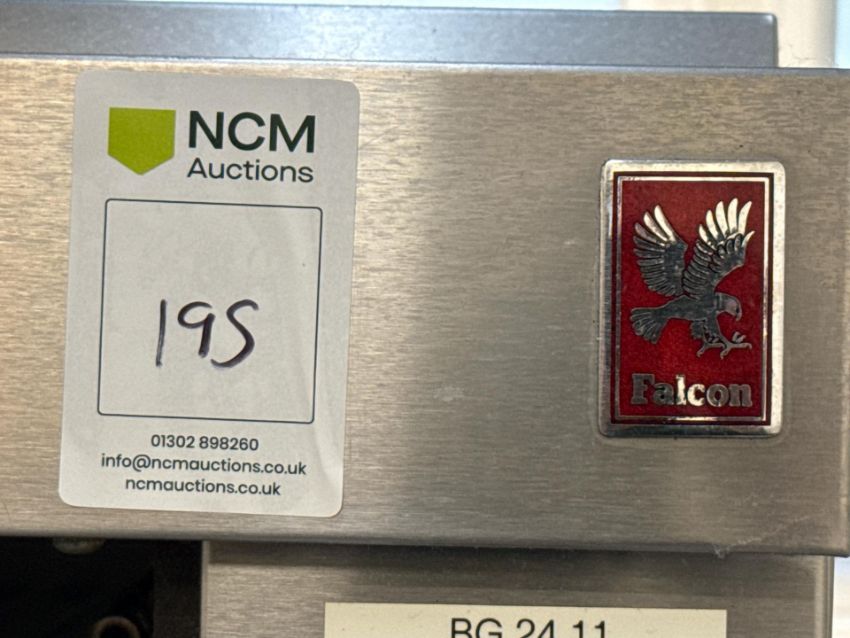 NCM
Auctions
195
01302 898260
info@ncmauctions.co.uk
ncmauctions.co.uk
Falcon
BG 24 11